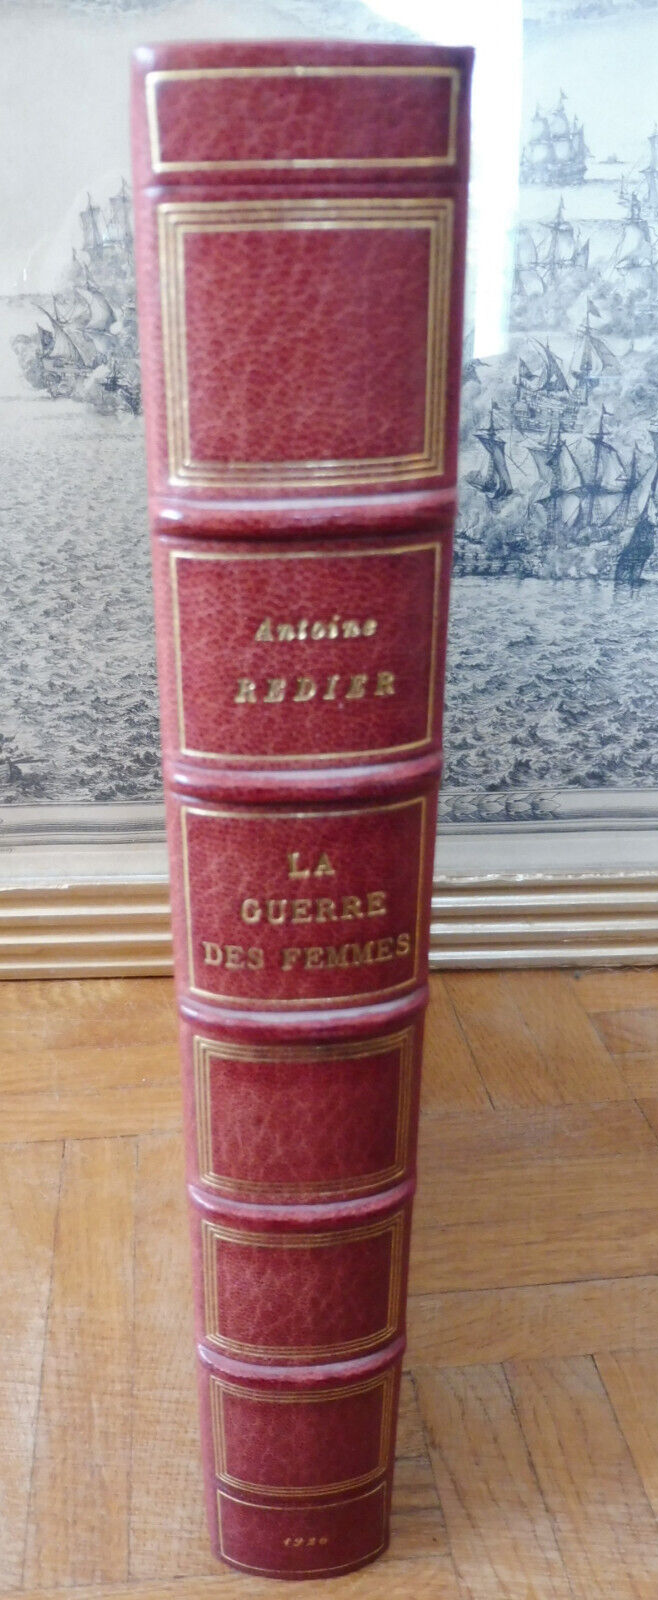 Antoine
REDIER
LA
GUERRE
DES FEMMES